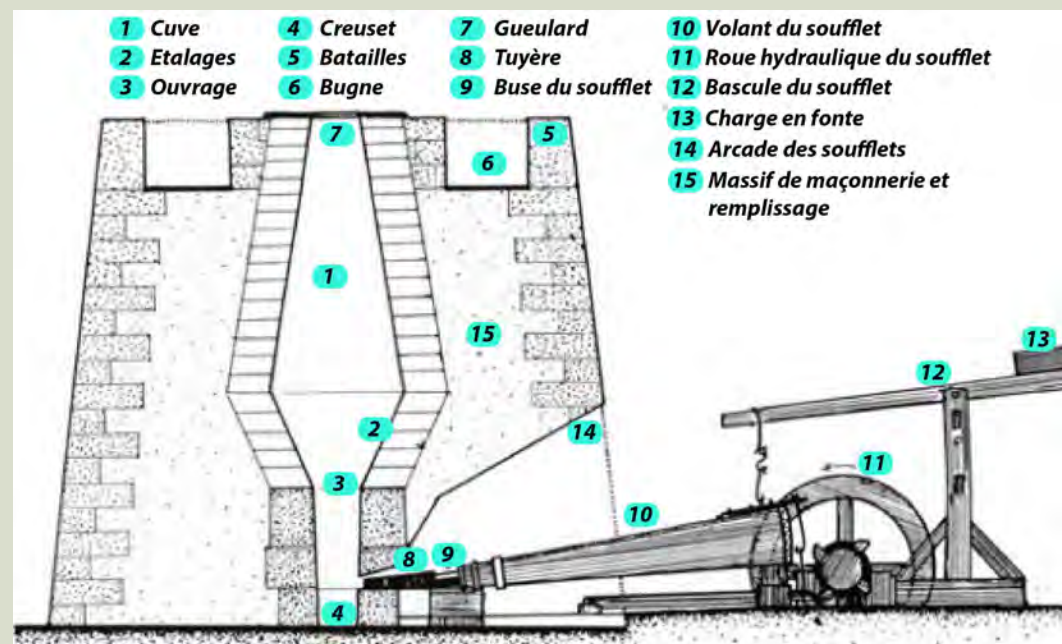 1 Cuve
2 Etalages
3 Ouvrage
4 Creuset
5 Batailles
6 Bugne
7 Gueulard
8 Tuyère
9 Buse du soufflet
10 Volant du soufflet
11 Roue hydraulique du soufflet
12 Bascule du soufflet
13 Charge en fonte
14 Arcade des soufflets
15 Massif de maçonnerie et
remplissage
7
5
6
1
15
13
12
2
14
3
11
10
8
9
4